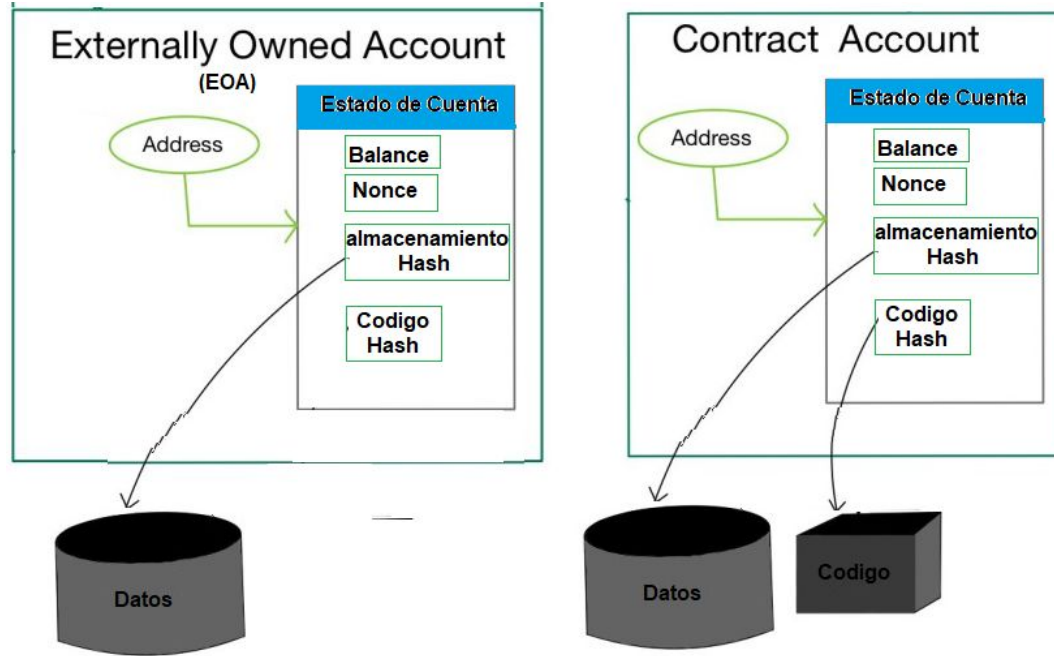 Externally Owned Account
(EOA)
Estado de Cuenta
Address
Balance
Nonce
almacenamiento
Hash
Codigo
Hash
Datos
Contract Account
Estado de Cuenta
Address
Balance
Nonce
almacenamiento
Hash
Codigo
Hash
Datos
Codigo